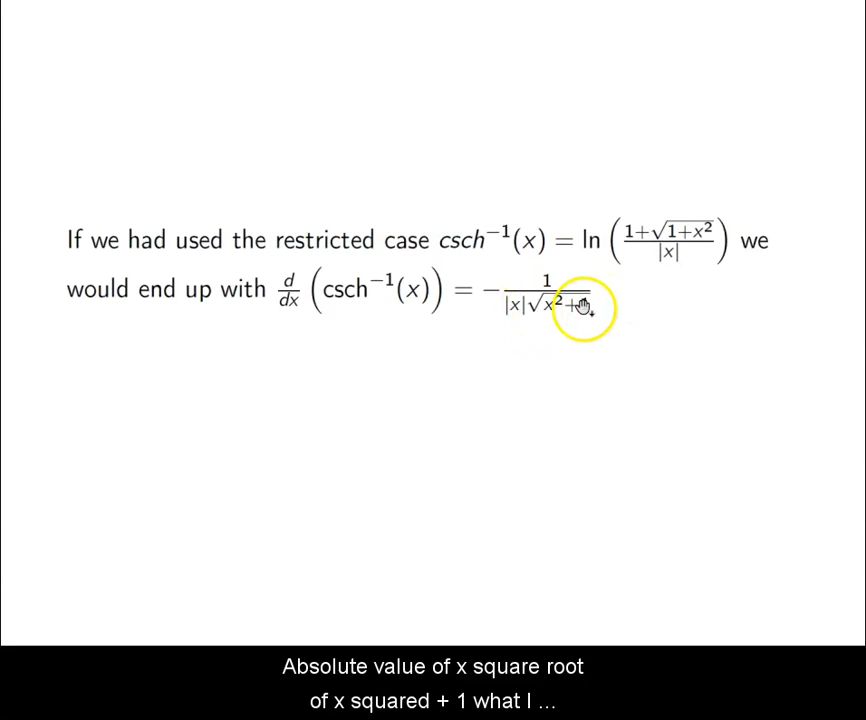 If we had used the restricted case csch⁻¹(x) = ln (1+√1+x² / |x|) we
would end up with d/dx (csch⁻¹(x)) = − 1 / |x|√x²+
Absolute value of x square root
of x squared + 1 what I ...